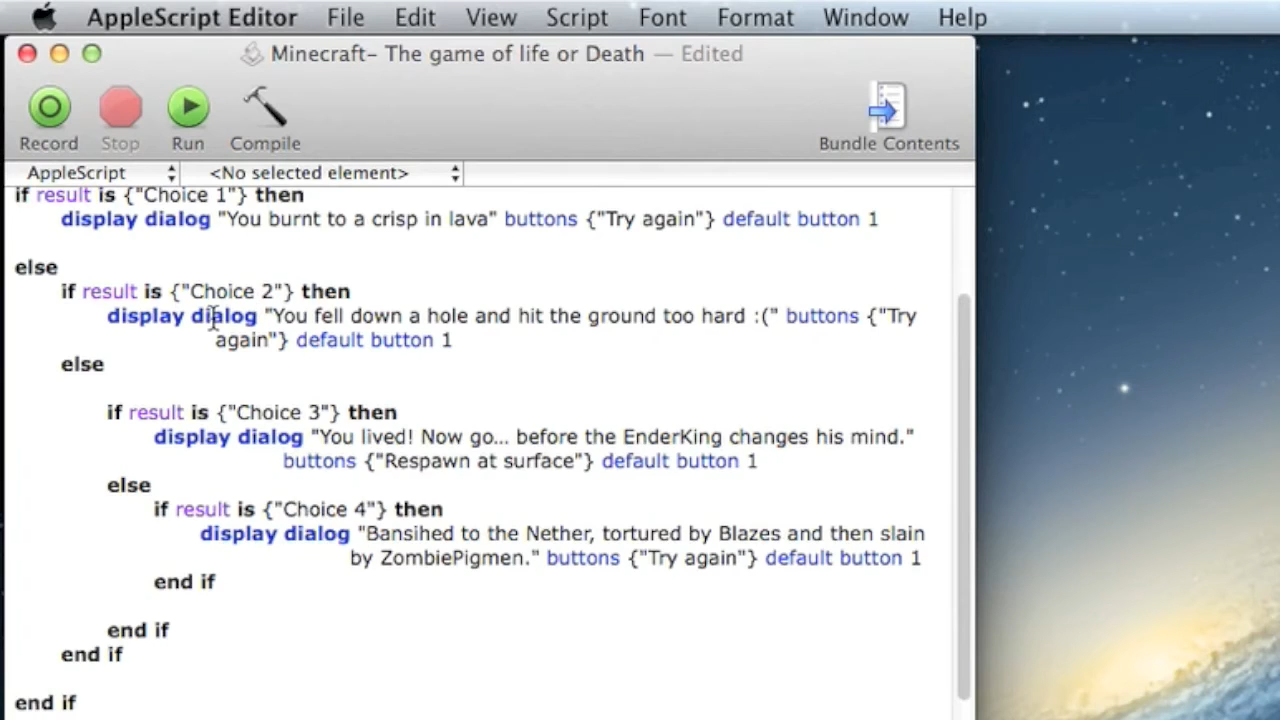 AppleScript Editor File Edit View Script Font Format Window Help
Minecraft- The game of life or Death — Edited
Record Stop Run Compile Bundle Contents
AppleScript <No selected element>
if result is {"Choice 1"} then
display dialog "You burnt to a crisp in lava" buttons {"Try again"} default button 1
else
if result is {"Choice 2"} then
display dialog "You fell down a hole and hit the ground too hard :(" buttons {"Try
again"} default button 1
else
if result is {"Choice 3"} then
display dialog "You lived! Now go... before the EnderKing changes his mind."
buttons {"Respawn at surface"} default button 1
else
if result is {"Choice 4"} then
display dialog "Bansihed to the Nether, tortured by Blazes and then slain
by ZombiePigmen." buttons {"Try again"} default button 1
end if
end if
end if
end if